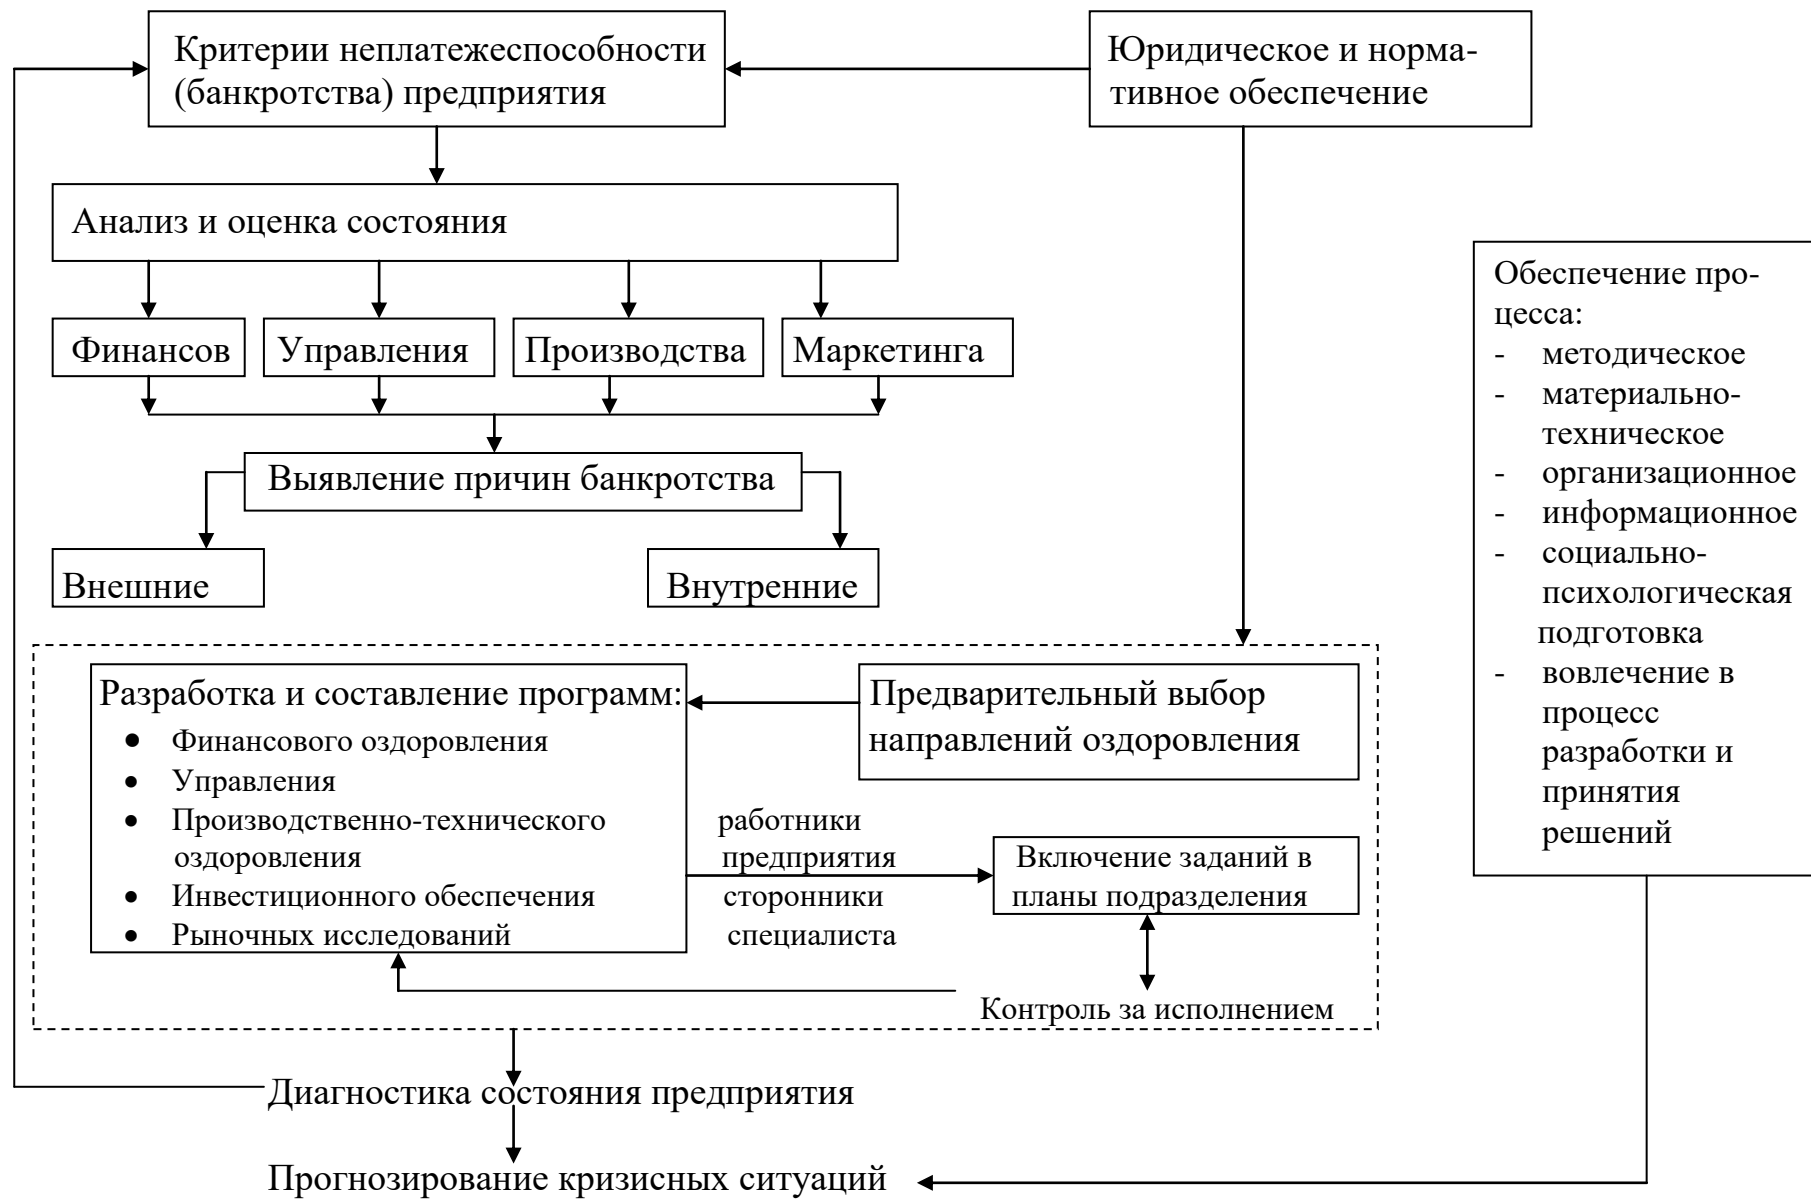 Критерии неплатежеспособности
(банкротства) предприятия
Юридическое и норма-
тивное обеспечение
Анализ и оценка состояния
Финансов
Управления
Производства
Маркетинга
Выявление причин банкротства
Внешние
Внутренние
Обеспечение про-
цесса:
- методическое
- материально-
техническое
- организационное
- информационное
- социально-
психологическая
подготовка
- вовлечение в
процесс
разработки и
принятия
решений
Разработка и составление программ:
• Финансового оздоровления
• Управления
• Производственно-технического
оздоровления
• Инвестиционного обеспечения
• Рыночных исследований
Предварительный выбор
направлений оздоровления
работники
предприятия
сторонники
специалиста
Включение заданий в
планы подразделения
Контроль за исполнением
Диагностика состояния предприятия
Прогнозирование кризисных ситуаций